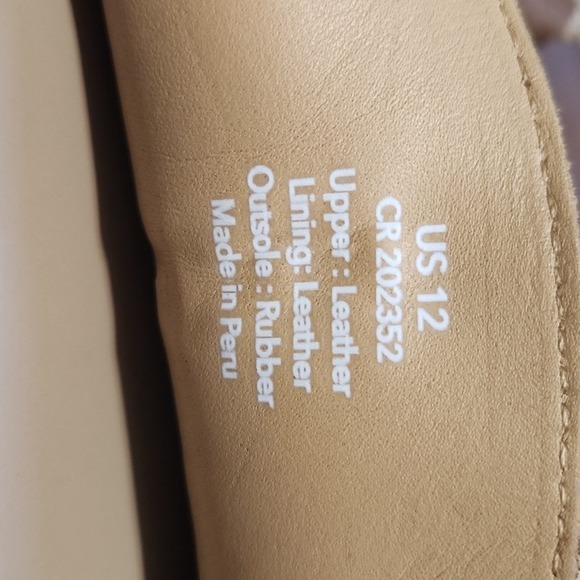 US 12
CR 202352
Upper : Leather
Lining: Leather
Outsole : Rubber
Made in Peru